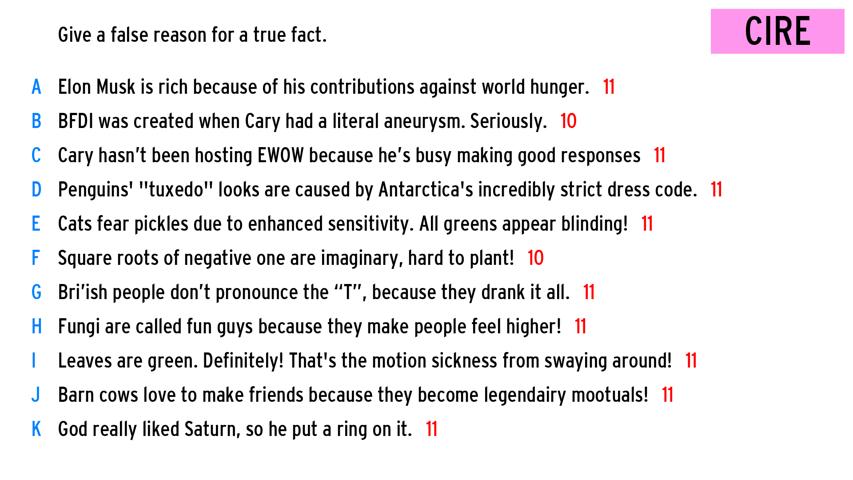 CIRE
Give a false reason for a true fact.
A Elon Musk is rich because of his contributions against world hunger. 11
B BFDI was created when Cary had a literal aneurysm. Seriously. 10
C Cary hasn't been hosting EWOW because he's busy making good responses 11
D Penguins' "tuxedo" looks are caused by Antarctica's incredibly strict dress code. 11
E Cats fear pickles due to enhanced sensitivity. All greens appear blinding! 11
F Square roots of negative one are imaginary, hard to plant! 10
G Bri'ish people don't pronounce the “T”, because they drank it all. 11
H Fungi are called fun guys because they make people feel higher! 11
I Leaves are green. Definitely! That's the motion sickness from swaying around! 11
J Barn cows love to make friends because they become legendairy mootuals! 11
K God really liked Saturn, so he put a ring on it. 11